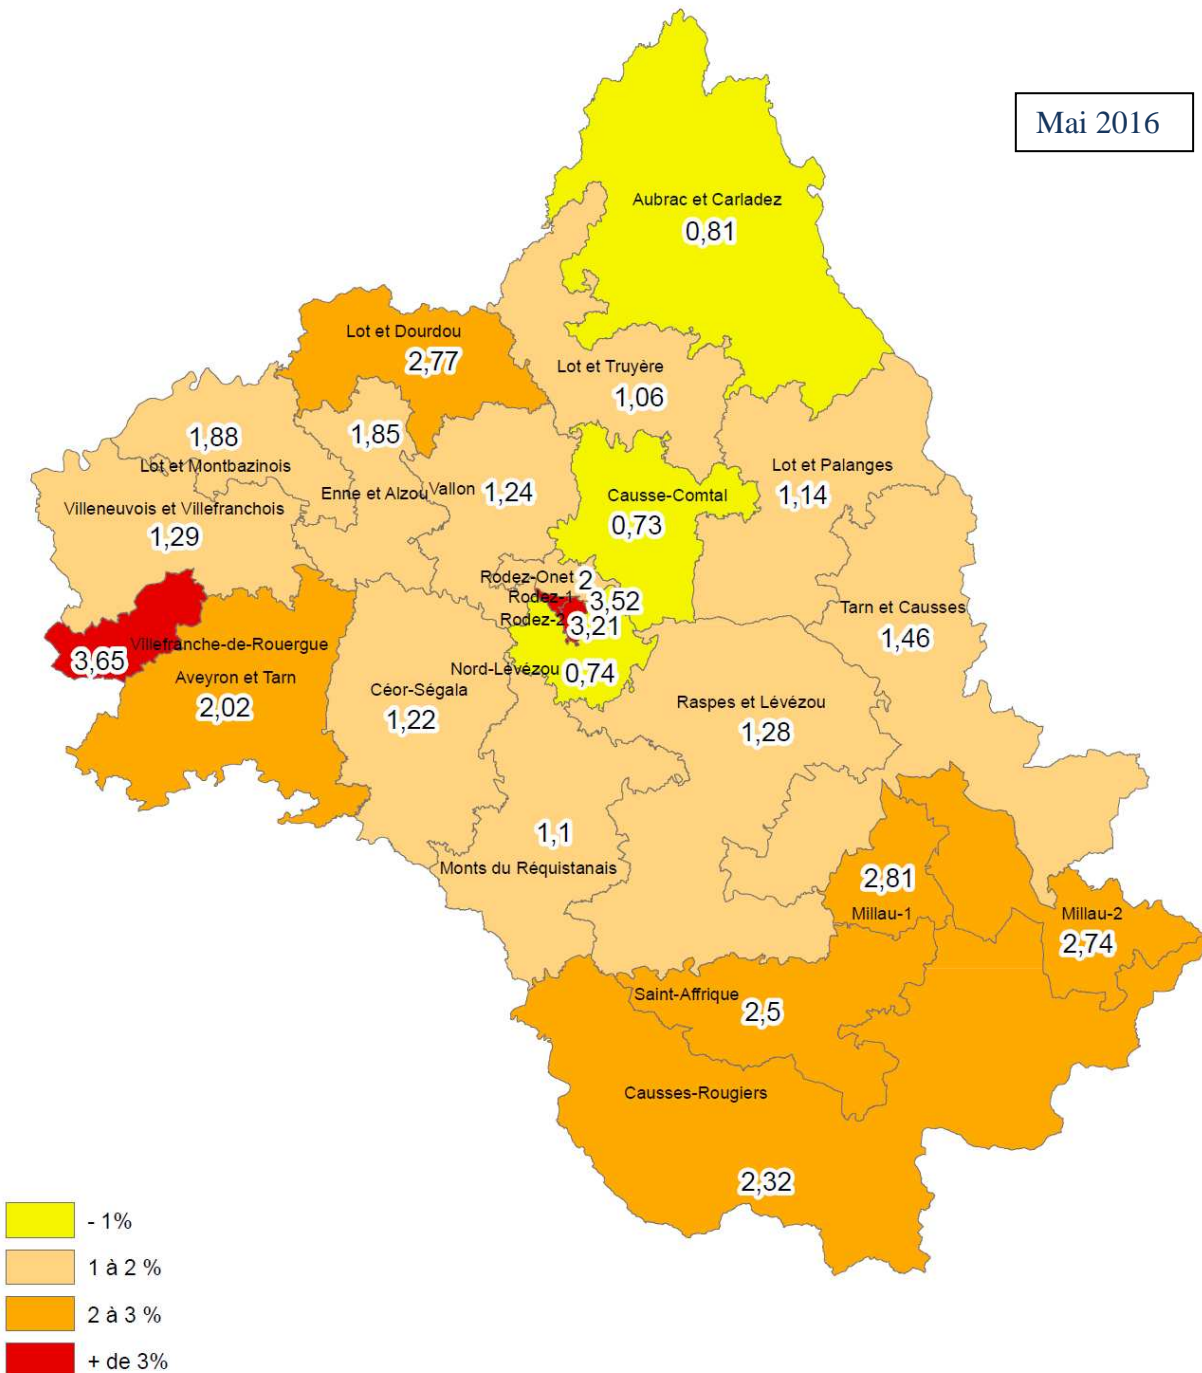 Mai 2016
Aubrac et Carladez
0,81
Lot et Dourdou
2,77
Lot et Truyère
1,06
1,88
Lot et Montbazinois
1,85
Enne et Alzou
Vallon
1,24
Causse-Comtal
0,73
Lot et Palanges
1,14
Villeneuvois et Villefranchois
1,29
Rodez-Onet
2
Rodez-1
3,52
Rodez-2
3,21
Tarn et Causses
1,46
Villefranche-de-Rouergue
3,65
Aveyron et Tarn
2,02
Nord-Lévézou
0,74
Céor-Ségala
1,22
Raspes et Lévézou
1,28
1,1
Monts du Réquistanais
2,81
Millau-1
Millau-2
2,74
Saint-Affrique
2,5
Causses-Rougiers
2,32
- 1%
1 à 2 %
2 à 3 %
+ de 3%